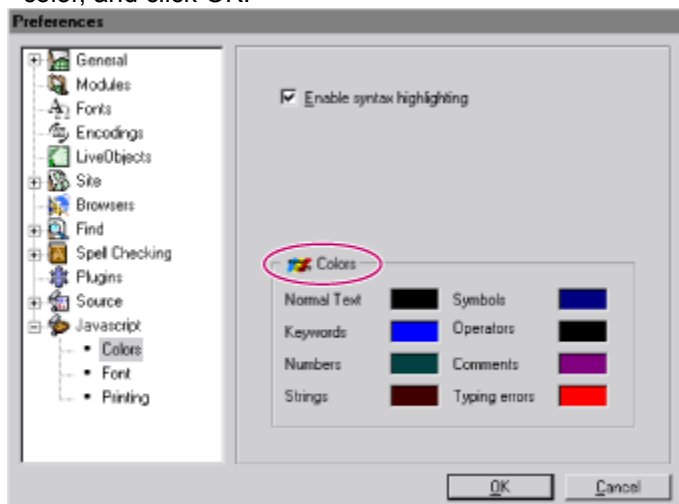 color, and click OK.
Preferences
General
Modules
Fonts
Encodings
LiveObjects
Site
Browsers
Find
Spell Checking
Plugins
Source
Javascript
Colors
Font
Printing
Enable syntax highlighting
Colors
Normal Text
Symbols
Keywords
Operators
Numbers
Comments
Strings
Typing errors
OK
Cancel